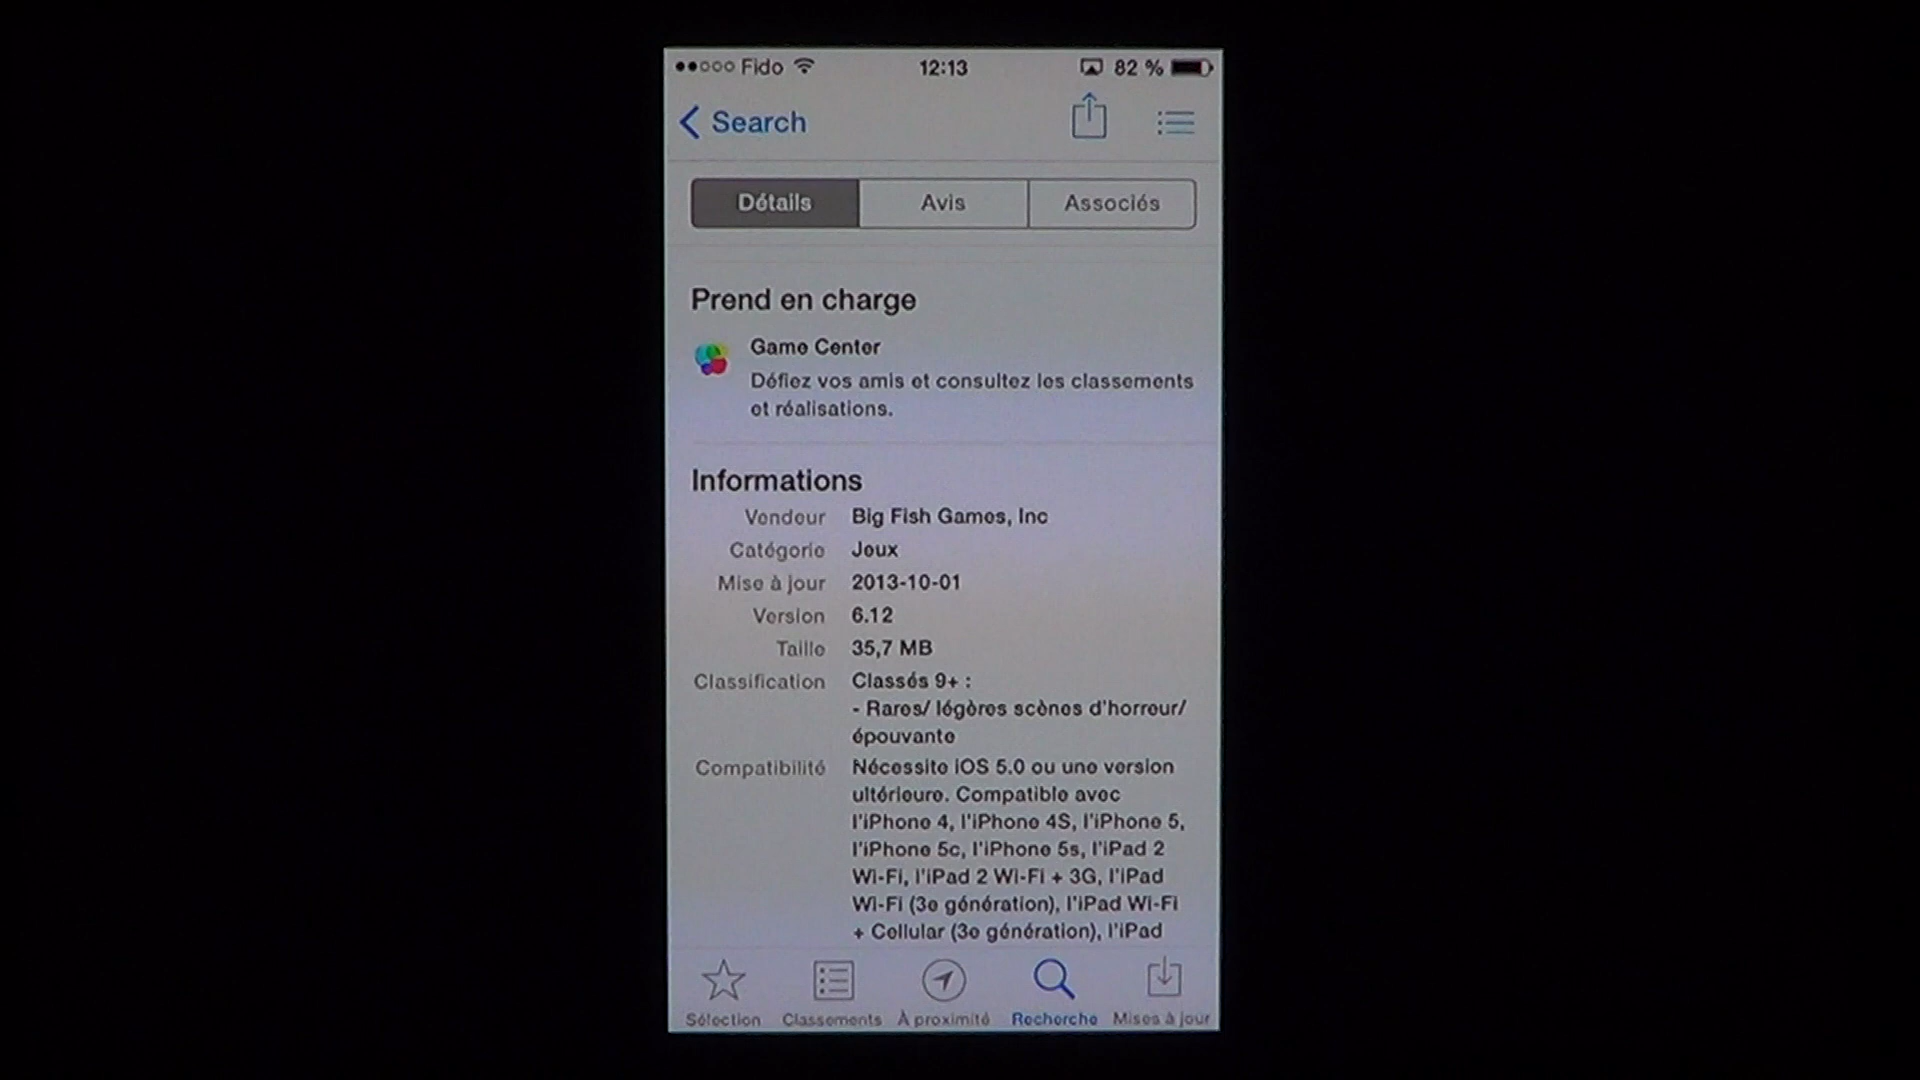 Fido 12:13 82 %
Search
Détails Avis Associés
Prend en charge
Game Center
Défiez vos amis et consultez les classements
et réalisations.
Informations
Vendeur Big Fish Games, Inc
Catégorie Jeux
Mise à jour 2013-10-01
Version 6.12
Taille 35,7 MB
Classification Classés 9+ :
- Rares/ légères scènes d'horreur/
épouvante
Compatibilité Nécessite iOS 5.0 ou une version
ultérieure. Compatible avec
l'iPhone 4, l'iPhone 4S, l'iPhone 5,
l'iPhone 5c, l'iPhone 5s, l'iPad 2
Wi-Fi, l'iPad 2 Wi-Fi + 3G, l'iPad
Wi-Fi (3e génération), l'iPad Wi-Fi
+ Cellular (3e génération), l'iPad
Sélection Classements À proximité Recherche Mises à jour